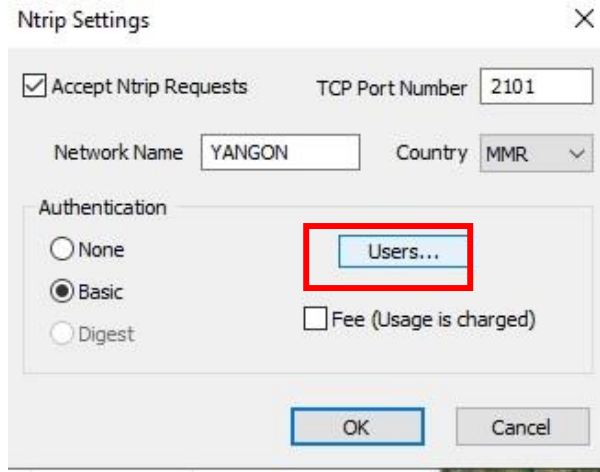 Ntrip Settings
Accept Ntrip Requests TCP Port Number 2101
Network Name YANGON Country MMR
Authentication
None Users...
Basic
Fee (Usage is charged)
Digest
OK Cancel